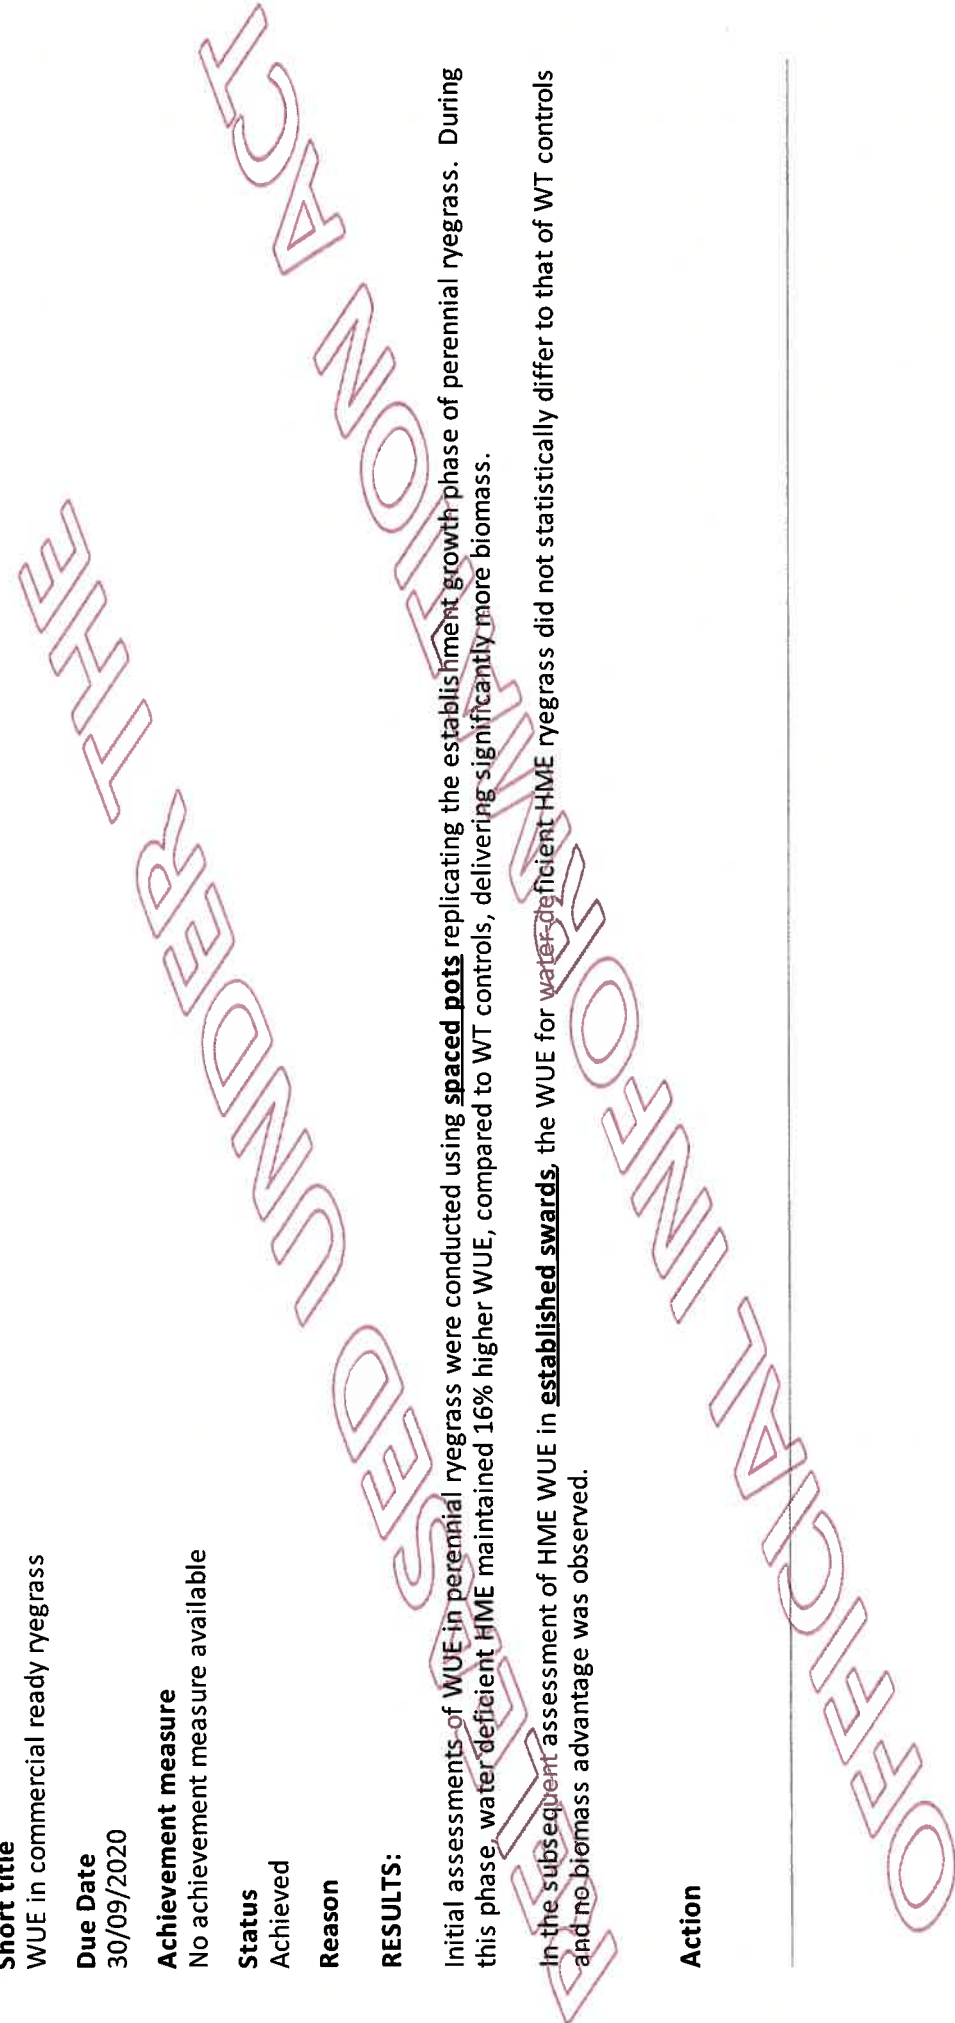 Short title
WUE in commercial ready ryegrass
Due Date
30/09/2020
Achievement measure
No achievement measure available
Status
Achieved
Reason
RESULTS:
Initial assessments of WUE in perennial ryegrass were conducted using spaced pots replicating the establishment growth phase of perennial ryegrass. During
this phase, water deficient HME maintained 16% higher WUE, compared to WT controls, delivering significantly more biomass.
In the subsequent assessment of HME WUE in established swards, the WUE for water-deficient HME ryegrass did not statistically differ to that of WT controls
and no biomass advantage was observed.
Action
RELEASED UNDER THE
OFFICIAL INFORMATION ACT